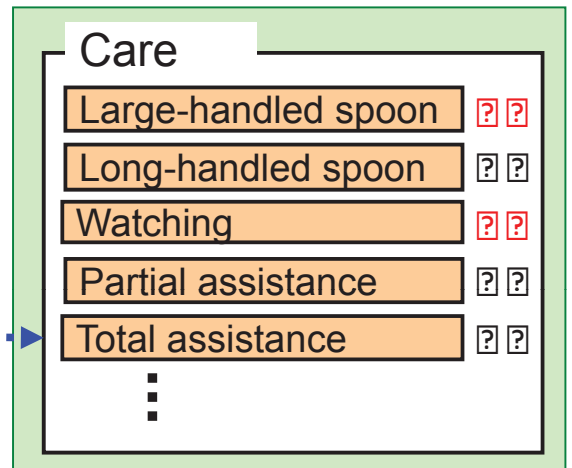 Care
Large-handled spoon
Long-handled spoon
Watching
Partial assistance
Total assistance